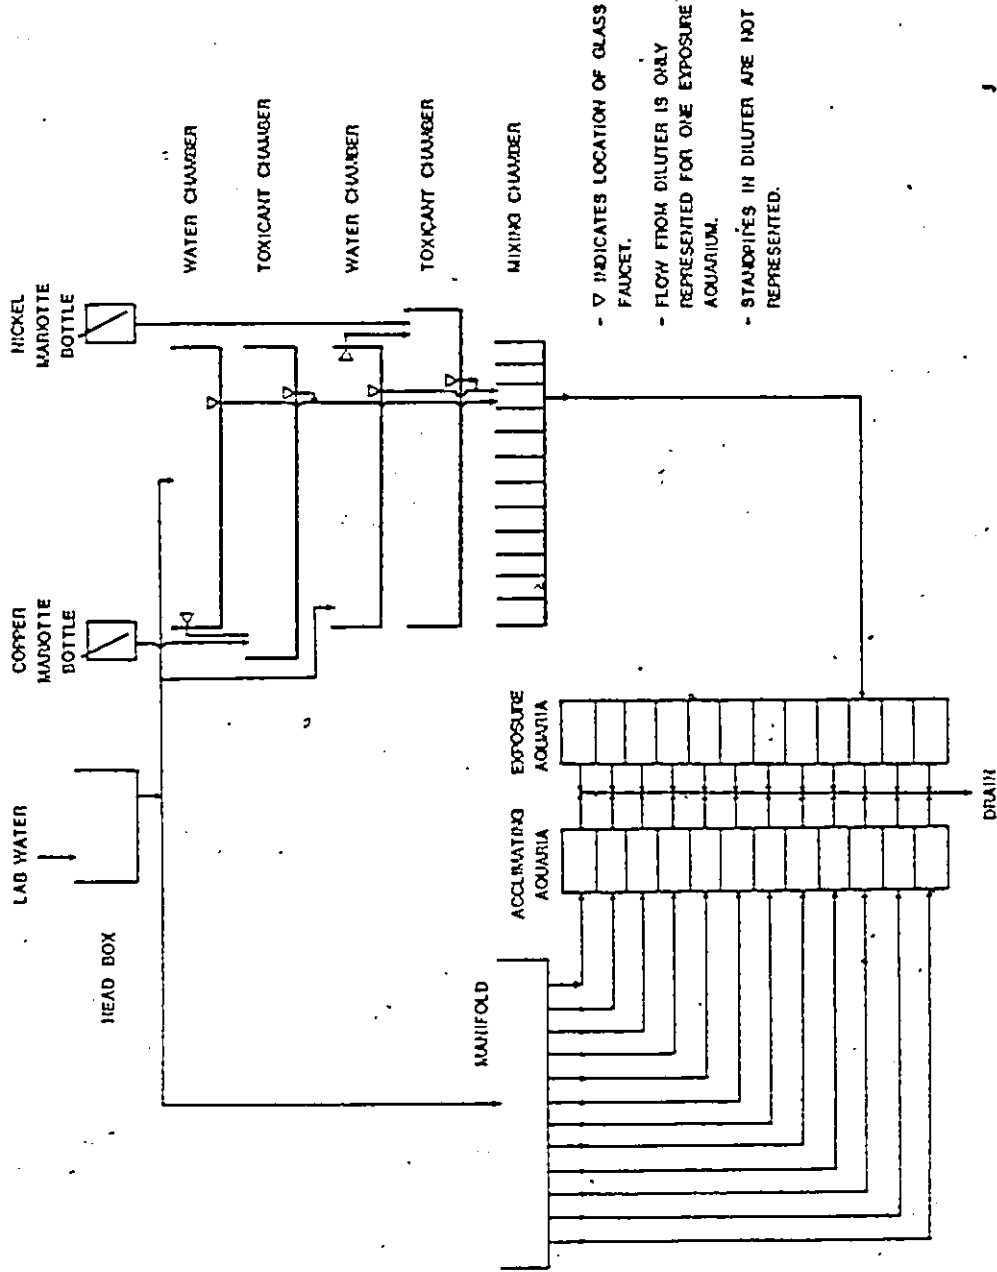 LAB WATER
HEAD BOX
COPPER
MARIOTTE
BOTTLE
NICKEL
MARIOTTE
BOTTLE
WATER CHAMBER
TOXICANT CHAMBER
WATER CHAMBER
TOXICANT CHAMBER
MIXING CHAMBER
MANIFOLD
ACCLIMATING
AQUARIA
EXPOSURE
AQUARIA
DRAIN
- ▽ INDICATES LOCATION OF GLASS
FAUCET.
- FLOW FROM DILUTER IS ONLY
REPRESENTED FOR ONE EXPOSURE
AQUARIUM.
- STANDPIPES IN DILUTER ARE NOT
REPRESENTED.